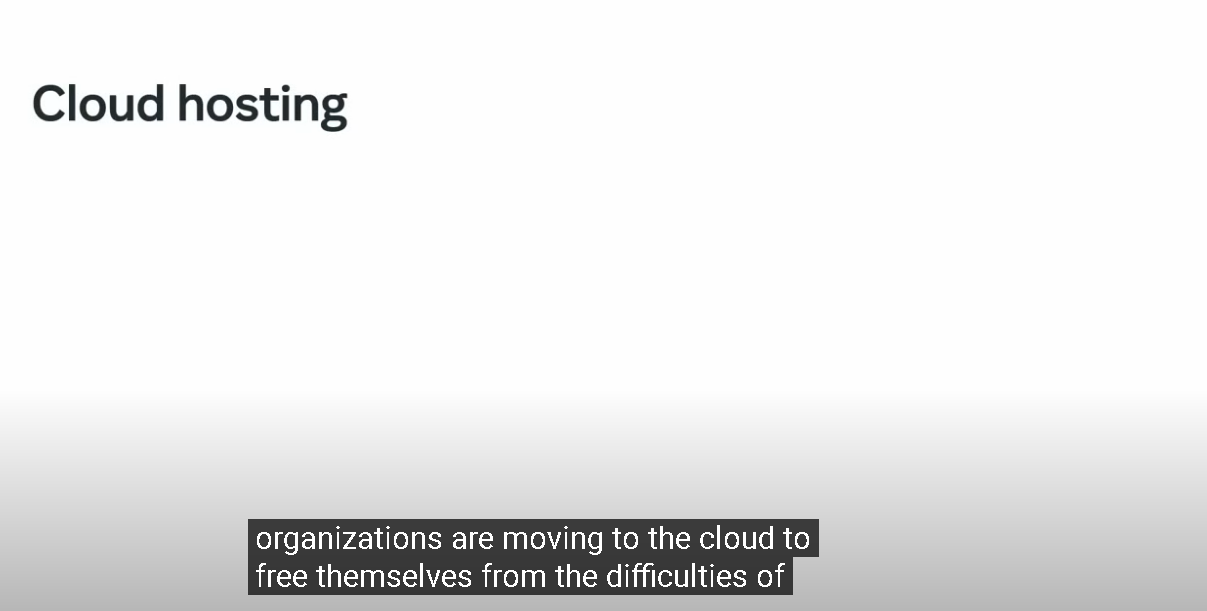 Cloud hosting
organizations are moving to the cloud to
free themselves from the difficulties of